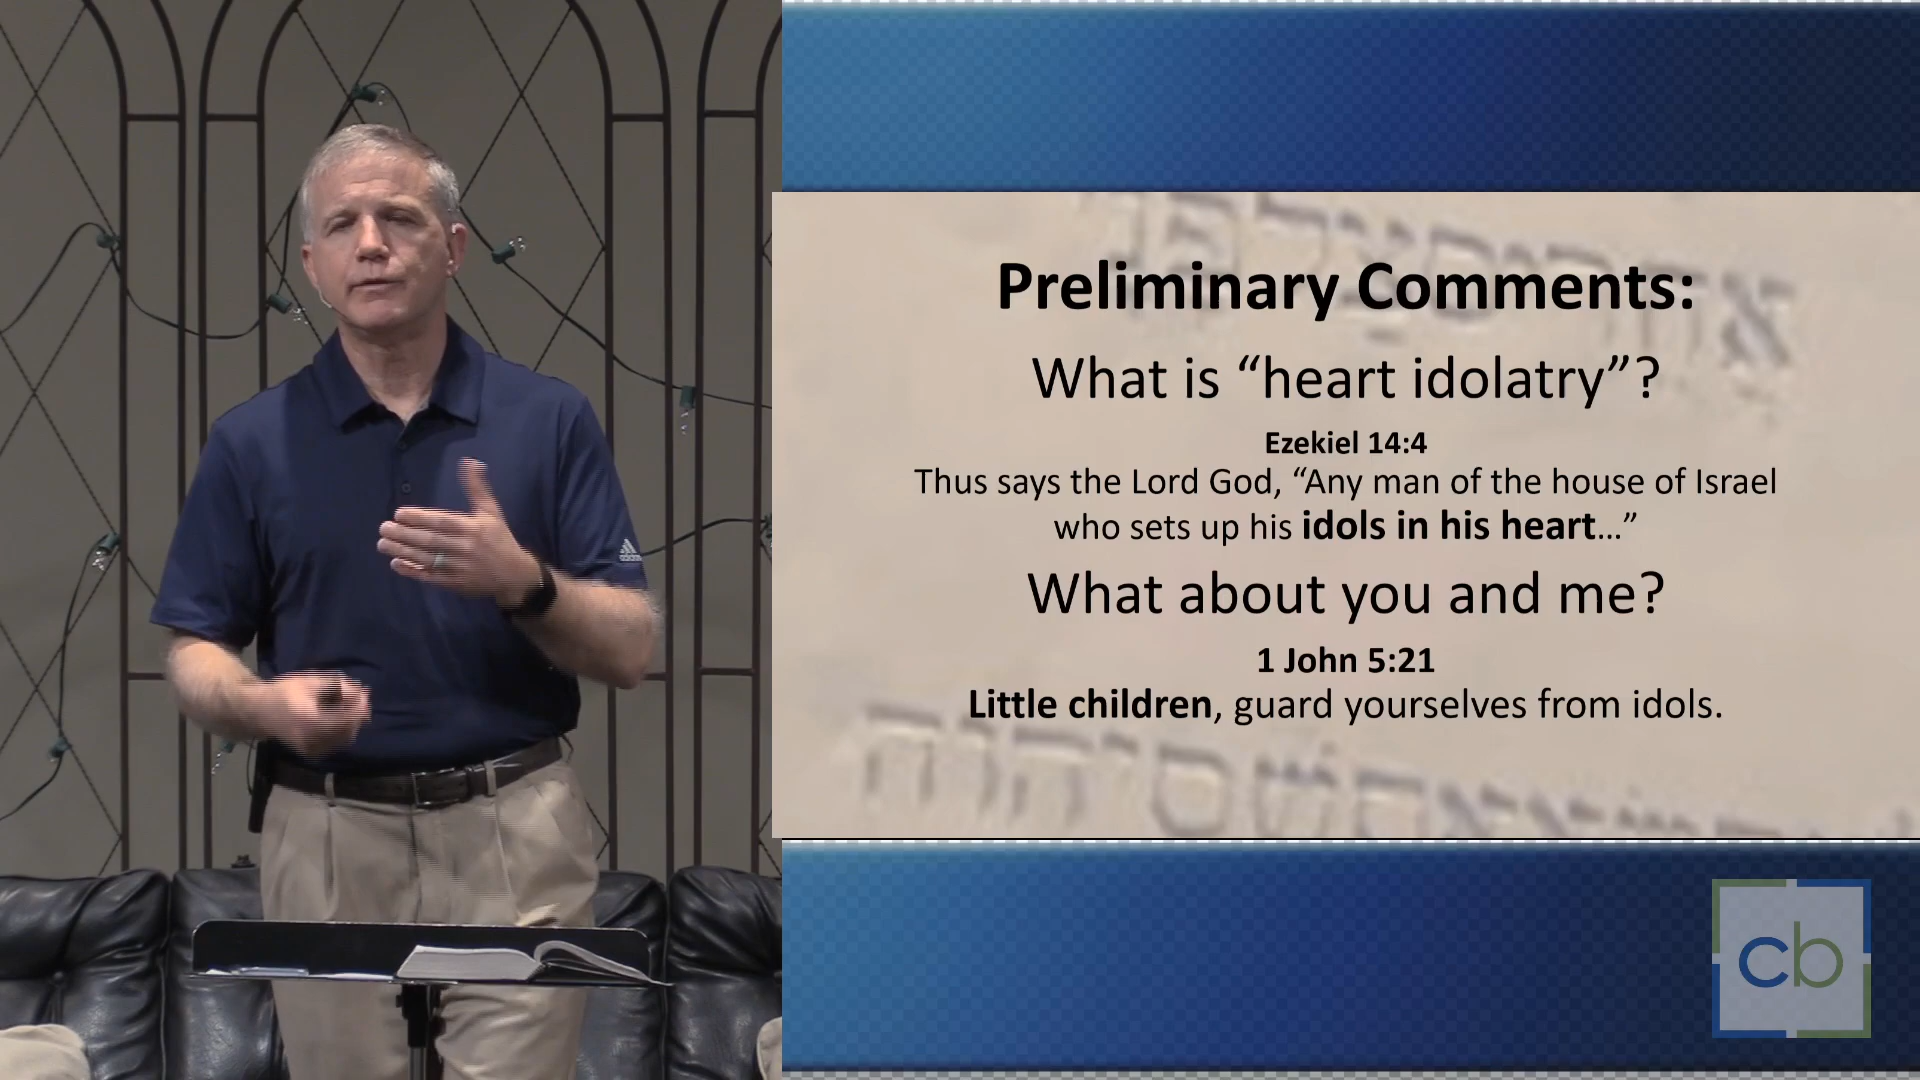 Preliminary Comments:
What is “heart idolatry”?
Ezekiel 14:4
Thus says the Lord God, “Any man of the house of Israel
who sets up his idols in his heart…”
What about you and me?
1 John 5:21
Little children, guard yourselves from idols.
adidas
cb